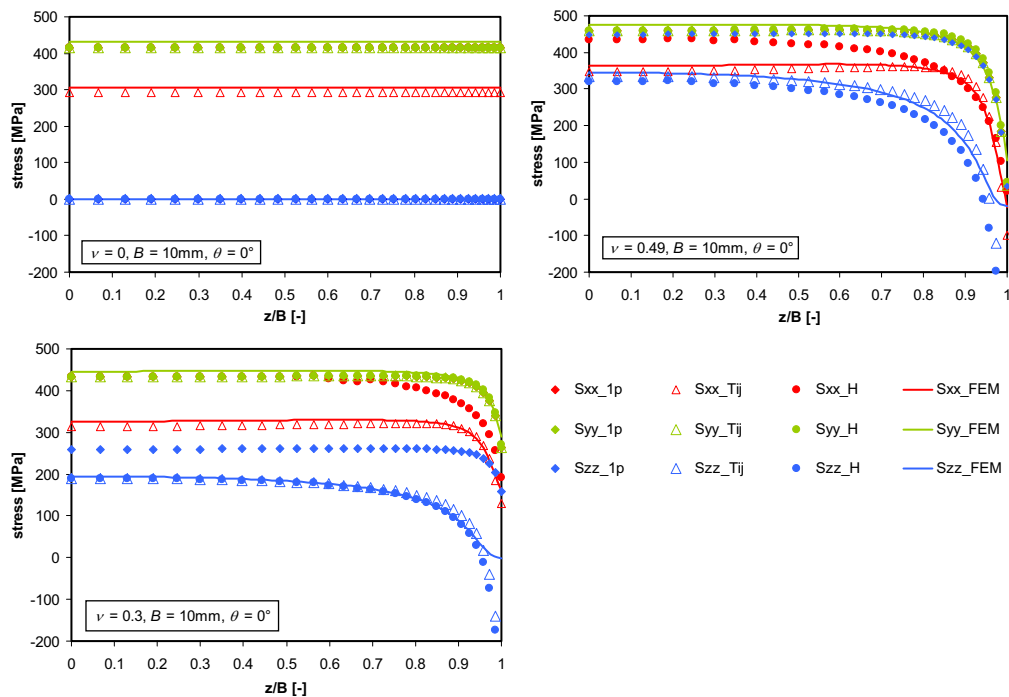 500
400
300
200
100
0
-100
-200
stress [MPa]
ν = 0, B = 10mm, θ = 0°
0 0.1 0.2 0.3 0.4 0.5 0.6 0.7 0.8 0.9 1
z/B [-]
500
400
300
200
100
0
-100
-200
stress [MPa]
ν = 0.49, B = 10mm, θ = 0°
0 0.1 0.2 0.3 0.4 0.5 0.6 0.7 0.8 0.9 1
z/B [-]
500
400
300
200
100
0
-100
-200
stress [MPa]
ν = 0.3, B = 10mm, θ = 0°
0 0.1 0.2 0.3 0.4 0.5 0.6 0.7 0.8 0.9 1
z/B [-]
Sxx_1p Sxx_Tij Sxx_H Sxx_FEM
Syy_1p Syy_Tij Syy_H Syy_FEM
Szz_1p Szz_Tij Szz_H Szz_FEM